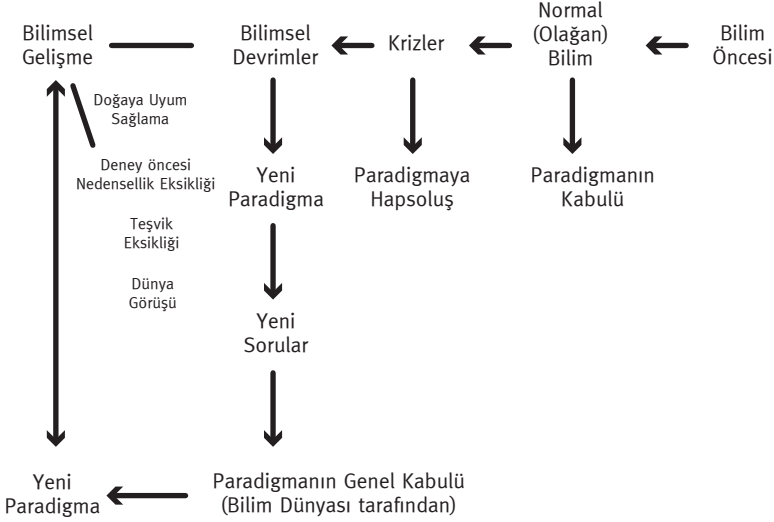 Bilimsel
Gelişme
Bilimsel
Devrimler
Krizler
Normal
(Olağan)
Bilim
Bilim
Öncesi
Doğaya Uyum
Sağlama
Deney öncesi
Nedensellik Eksikliği
Teşvik
Eksikliği
Dünya
Görüşü
Yeni
Paradigma
Paradigmaya
Hapsoluş
Paradigmanın
Kabulü
Yeni
Sorular
Yeni
Paradigma
Paradigmanın Genel Kabulü
(Bilim Dünyası tarafından)